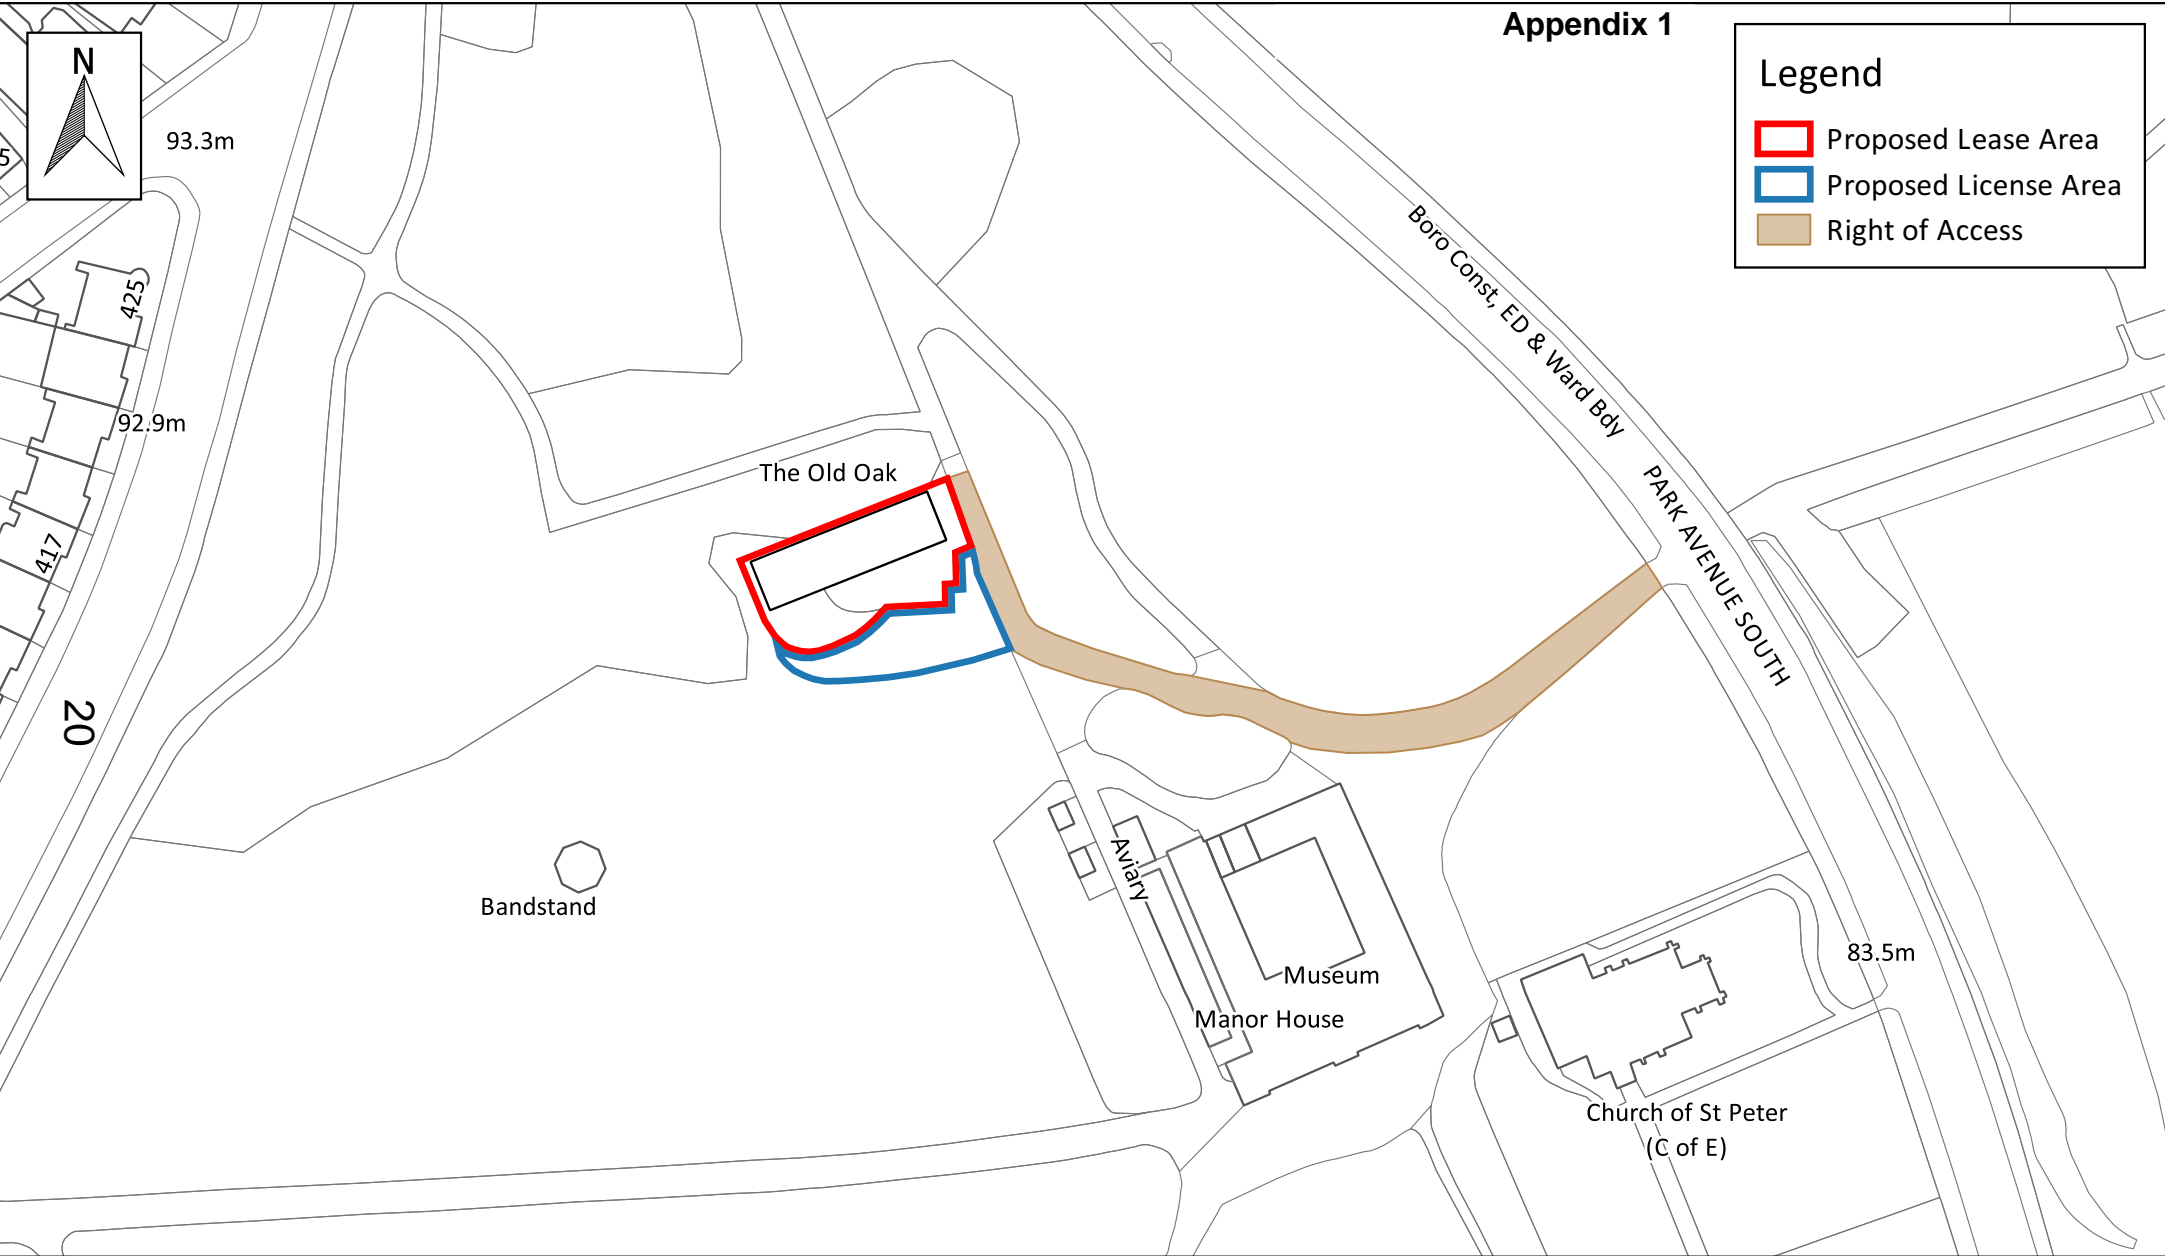 Appendix 1
N
Legend
Proposed Lease Area
Proposed License Area
Right of Access
93.3m
5
425
92.9m
417
20
The Old Oak
Boro Const, ED & Ward Bdy
PARK AVENUE SOUTH
Bandstand
Aviary
Museum
Manor House
83.5m
Church of St Peter
(C of E)